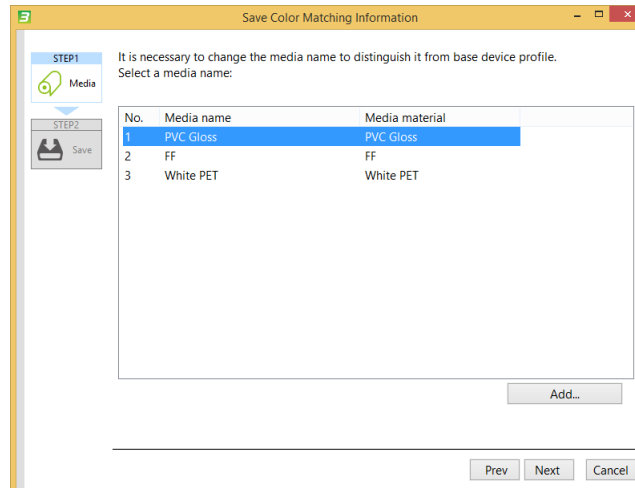 3 Save Color Matching Information
STEP1
Media
STEP2
Save
It is necessary to change the media name to distinguish it from base device profile.
Select a media name:
No. Media name Media material
1 PVC Gloss PVC Gloss
2 FF FF
3 White PET White PET
Add...
Prev Next Cancel